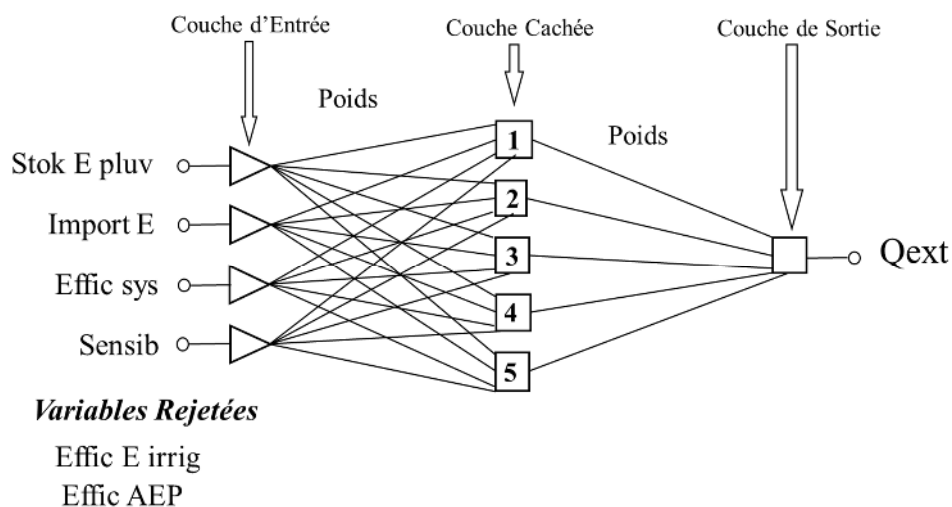 Couche d'Entrée
Couche Cachée
Couche de Sortie
Poids
Poids
Stok E pluv
Import E
Effic sys
Sensib
1
2
3
4
5
Qext
Variables Rejetées
Effic E irrig
Effic AEP